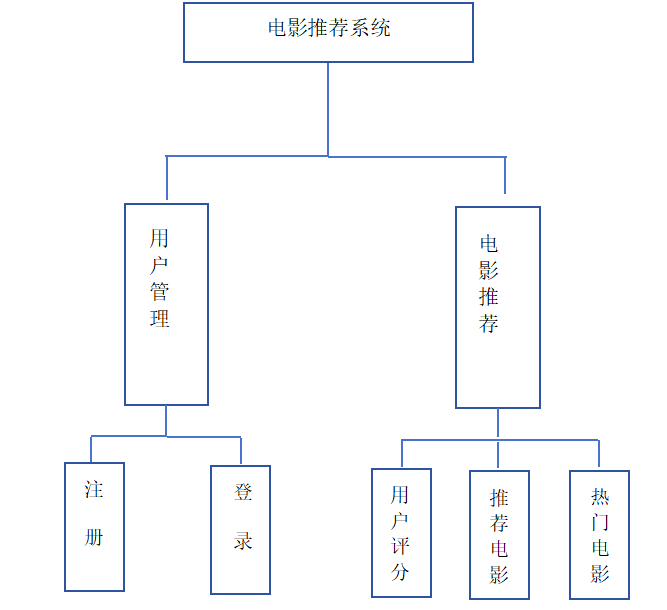 电影推荐系统
用户管理
电影推荐
注册
登录
用户评分
推荐电影
热门电影